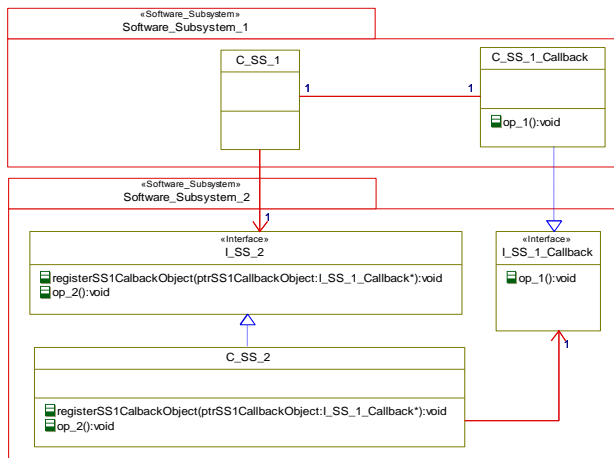 «Software_Subsystem»
Software_Subsystem_1
C_SS_1
C_SS_1_Callback
1
1
op_1():void
«Software_Subsystem»
Software_Subsystem_2
1
«Interface»
I_SS_2
registerSS1CalbackObject(ptrSS1CallbackObject:I_SS_1_Callback*):void
op_2():void
«Interface»
I_SS_1_Callback
op_1():void
1
C_SS_2
registerSS1CalbackObject(ptrSS1CallbackObject:I_SS_1_Callback*):void
op_2():void